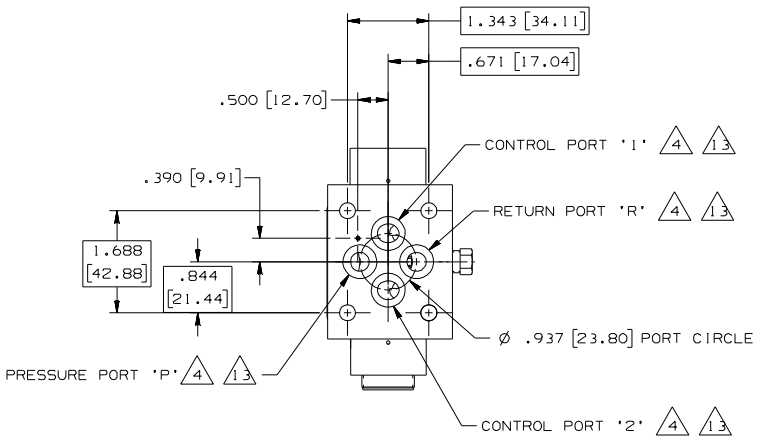 1.343 [34.11]
.671 [17.04]
.500 [12.70]
CONTROL PORT '1' 4 13
.390 [9.91]
RETURN PORT 'R' 4 13
1.688
[42.88]
.844
[21.44]
Ø .937 [23.80] PORT CIRCLE
PRESSURE PORT 'P' 4 13
CONTROL PORT '2' 4 13